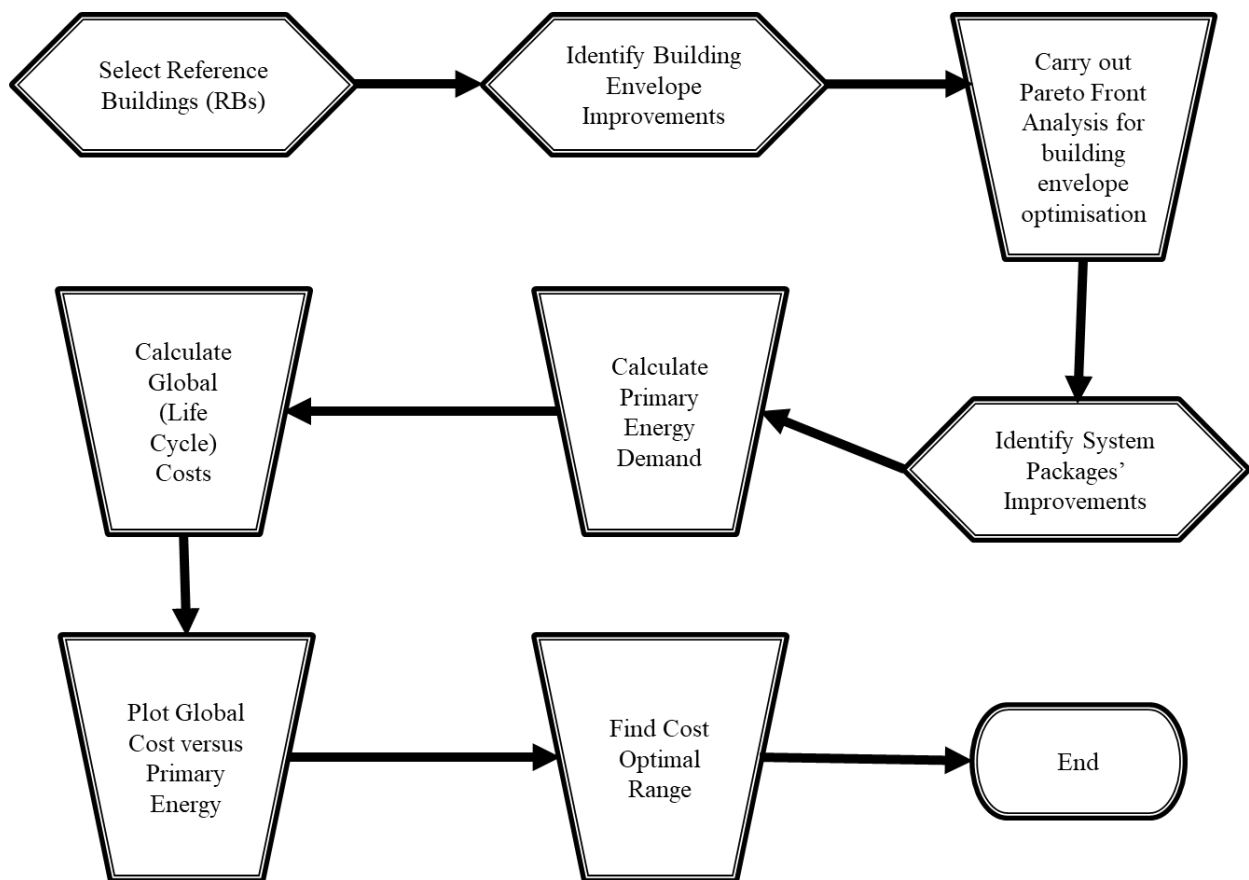 Select Reference
Buildings (RBs)
Identify Building
Envelope
Improvements
Carry out
Pareto Front
Analysis for
building
envelope
optimisation
Identify System
Packages’
Improvements
Calculate
Primary
Energy
Demand
Calculate
Global
(Life
Cycle)
Costs
Plot Global
Cost versus
Primary
Energy
Find Cost
Optimal
Range
End